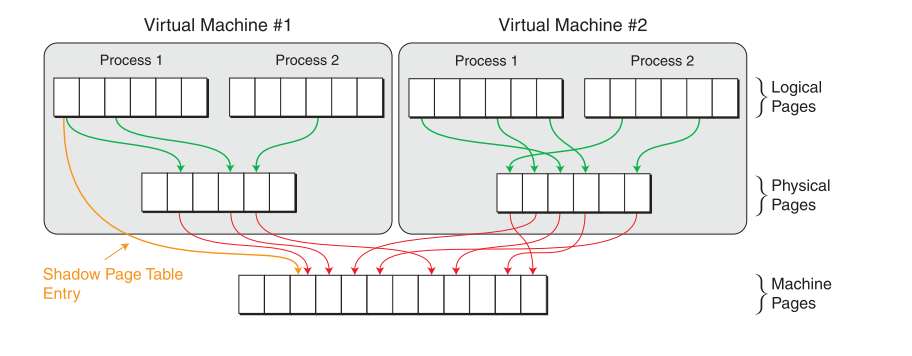 Virtual Machine #1
Virtual Machine #2
Process 1
Process 2
Process 1
Process 2
Logical
Pages
Physical
Pages
Shadow Page Table
Entry
Machine
Pages